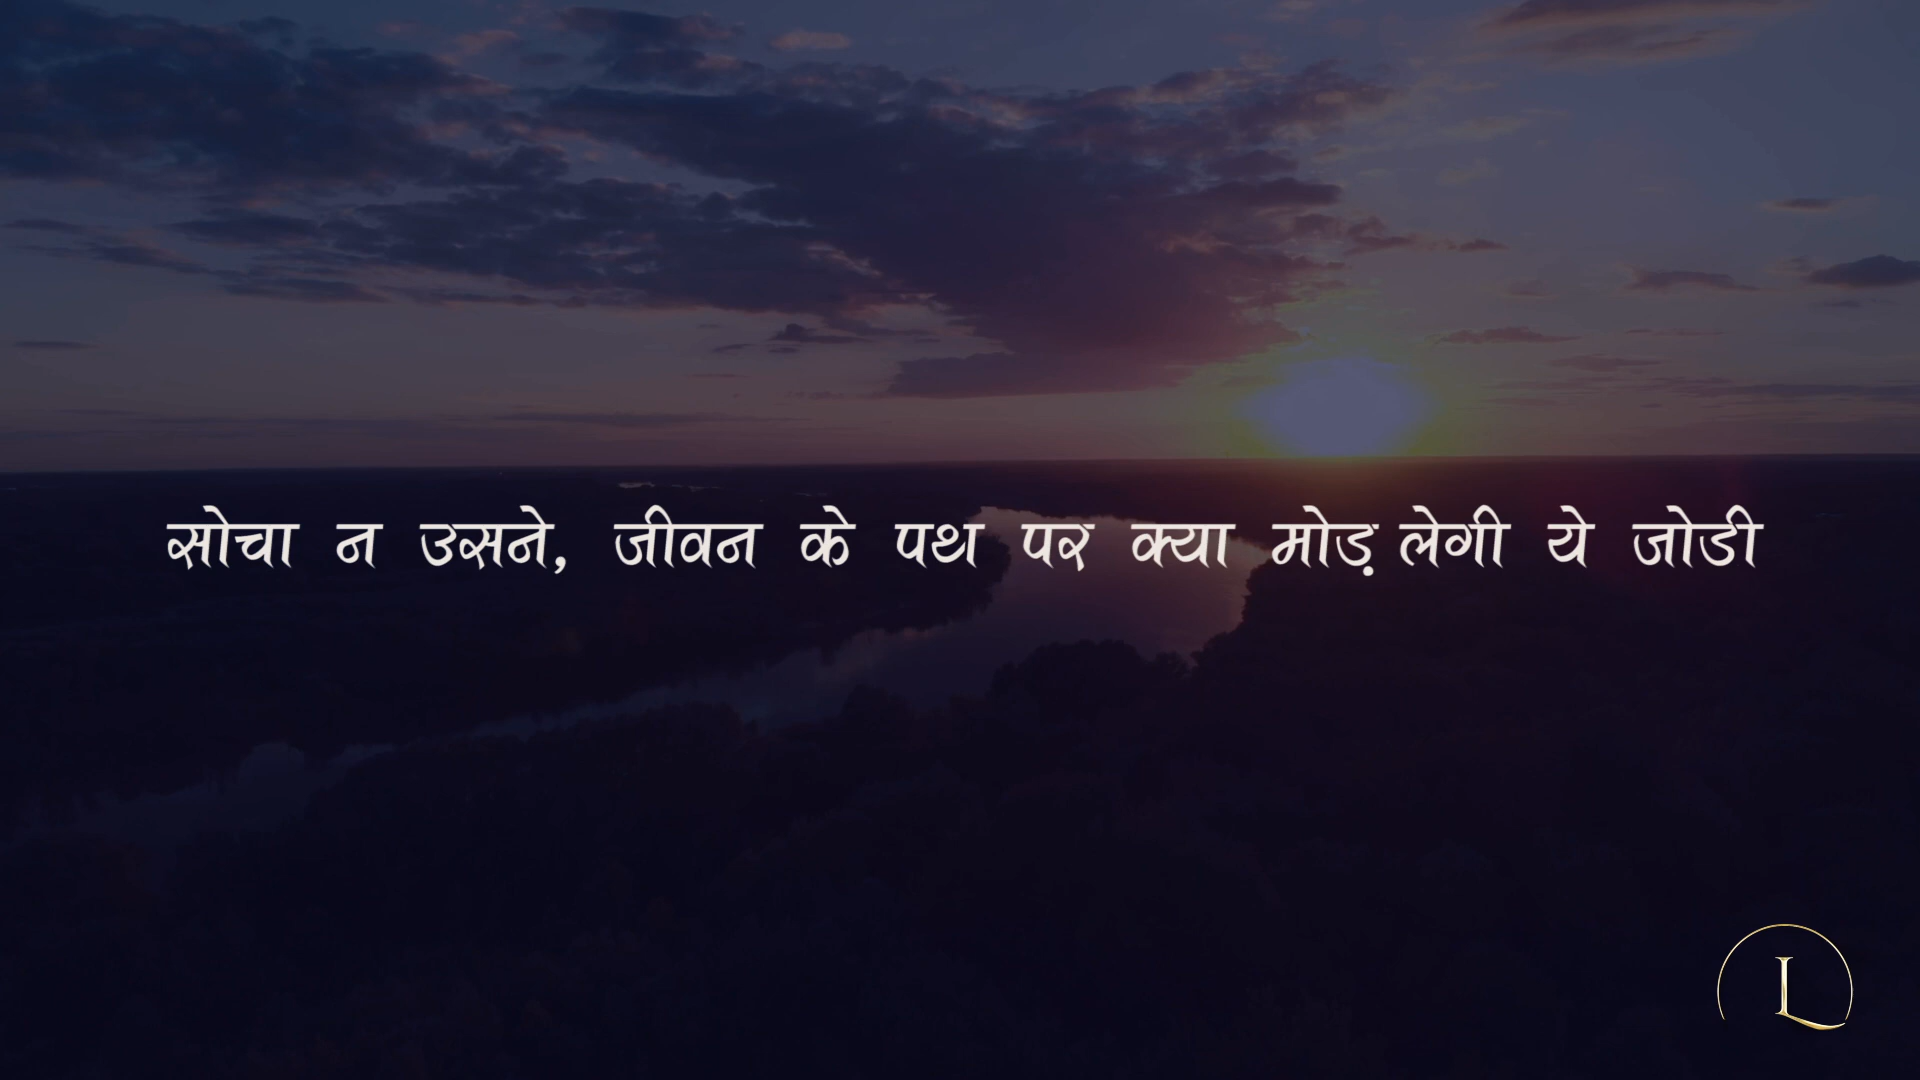 सोचा न उसने, जीवन के पथ पर क्या मोड़ लेगी ये जोडी
L